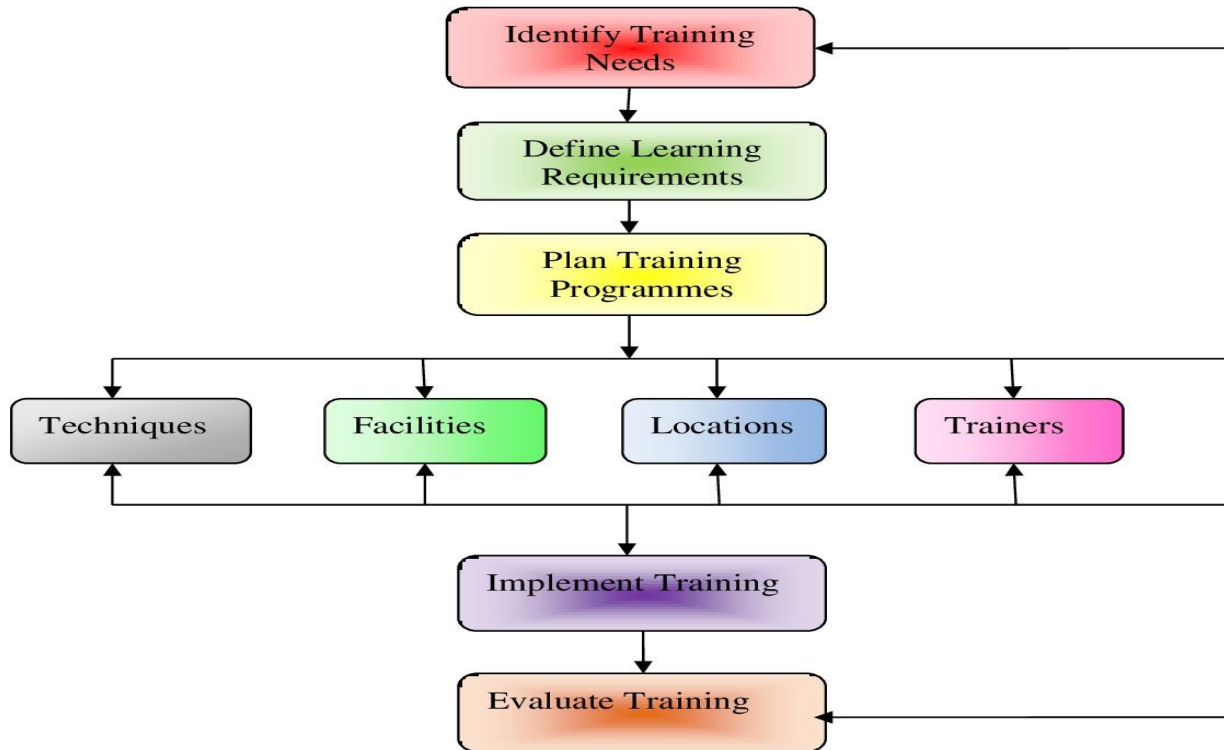 Identify Training
Needs
Define Learning
Requirements
Plan Training
Programmes
Techniques
Facilities
Locations
Trainers
Implement Training
Evaluate Training